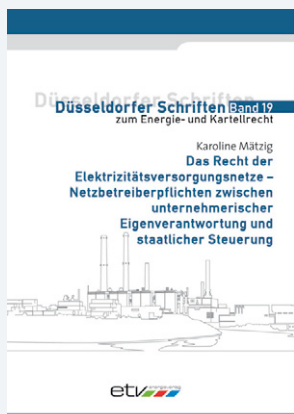 Düsseldorfer Schriften
Düsseldorfer Schriften Band 19
zum Energie- und Kartellrecht
Karoline Mätzig
Das Recht der
Elektrizitätsversorgungsnetze –
Netzbetreiberpflichten zwischen
unternehmerischer
Eigenverantwortung und
staatlicher Steuerung
etv